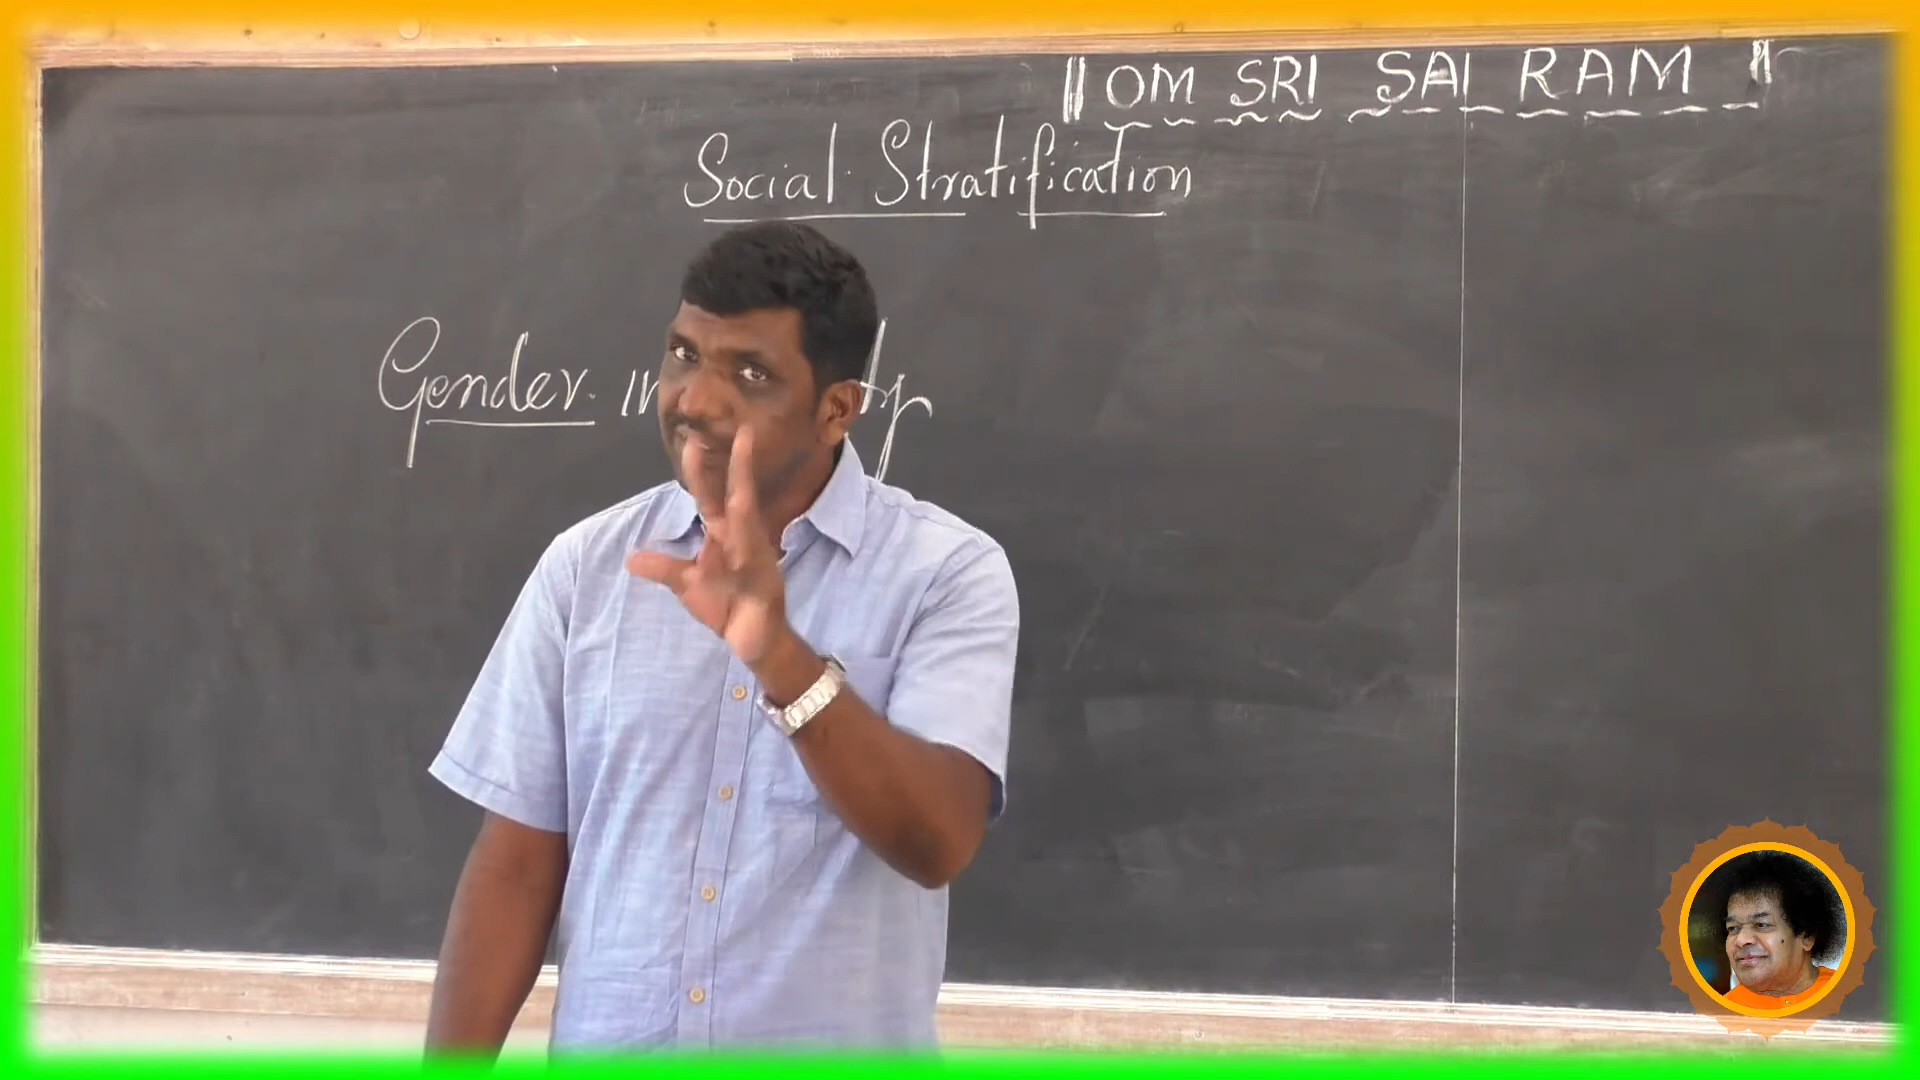 || OM SRI SAI RAM ||
Social Stratification
Gender